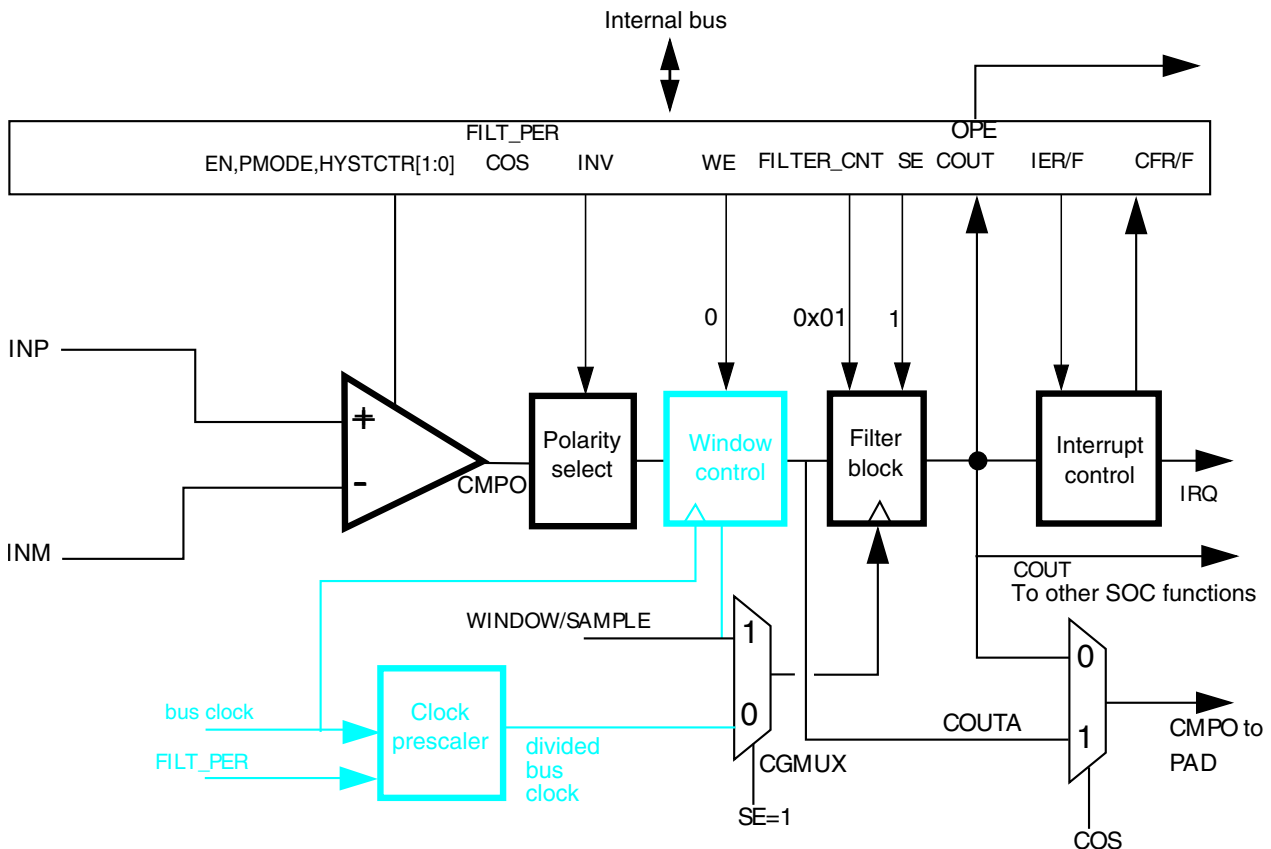 Internal bus
FILT_PER
OPE
EN,PMODE,HYSTCTR[1:0]
COS
INV
WE
FILTER_CNT
SE
COUT
IER/F
CFR/F
0
0x01
1
INP
+
-
INM
CMPO
Polarity
select
Window
control
Filter
block
Interrupt
control
IRQ
COUT
To other SOC functions
WINDOW/SAMPLE
1
0
CGMUX
SE=1
bus clock
FILT_PER
Clock
prescaler
divided
bus
clock
COUTA
0
1
CMPO to
PAD
COS